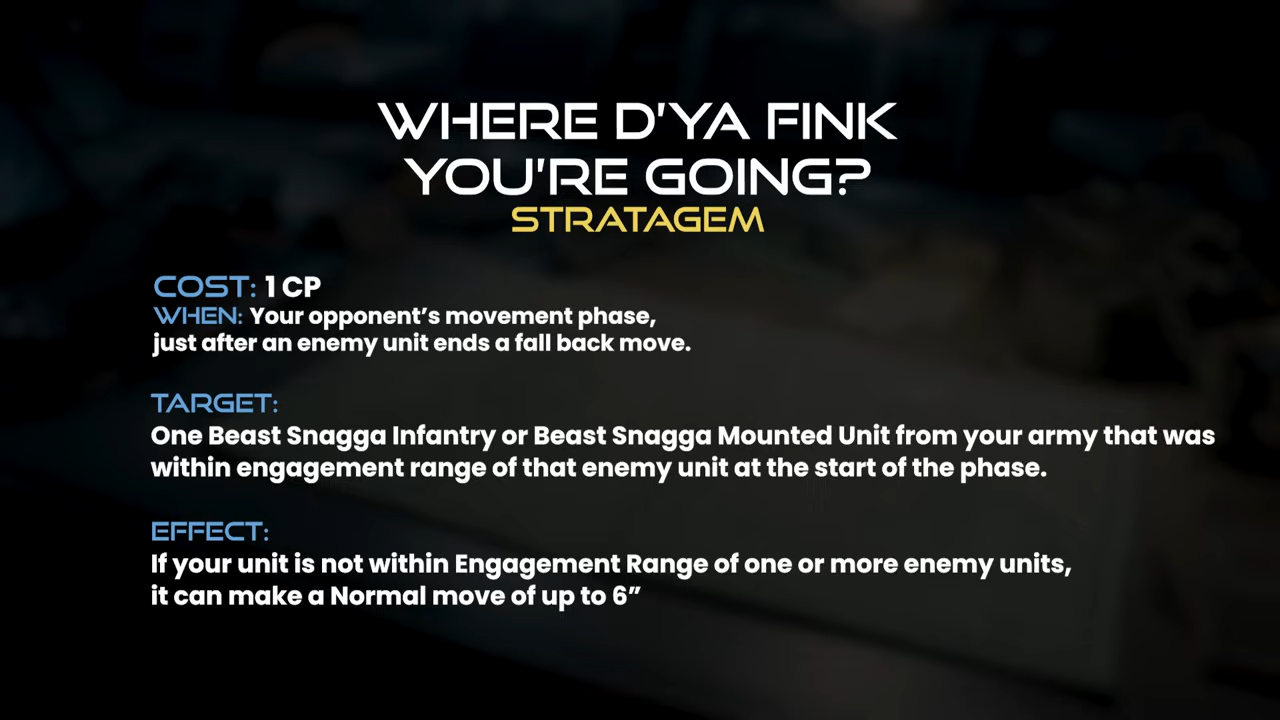 WHERE D'YA FINK
YOU'RE GOING?
STRATAGEM
COST: 1 CP
WHEN: Your opponent’s movement phase,
just after an enemy unit ends a fall back move.
TARGET:
One Beast Snagga Infantry or Beast Snagga Mounted Unit from your army that was
within engagement range of that enemy unit at the start of the phase.
EFFECT:
If your unit is not within Engagement Range of one or more enemy units,
it can make a Normal move of up to 6”